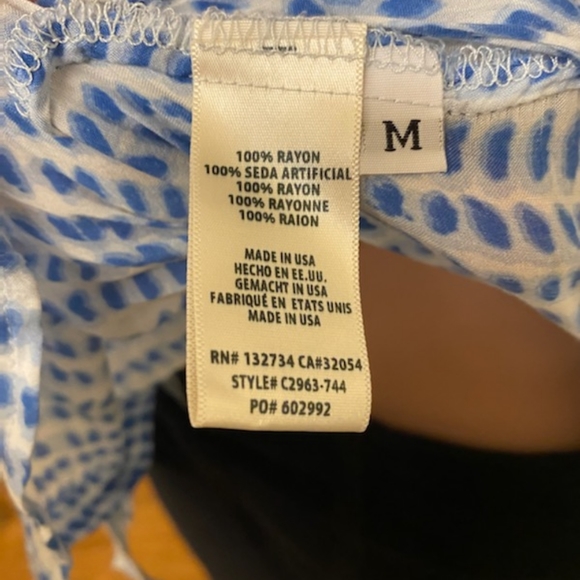 M
100% RAYON
100% SEDA ARTIFICIAL
100% RAYON
100% RAYONNE
100% RAION
MADE IN USA
HECHO EN EE.UU.
GEMACHT IN USA
FABRIQUÉ EN ETATS UNIS
MADE IN USA
RN# 132734 CA#32054
STYLE# C2963-744
PO# 602992